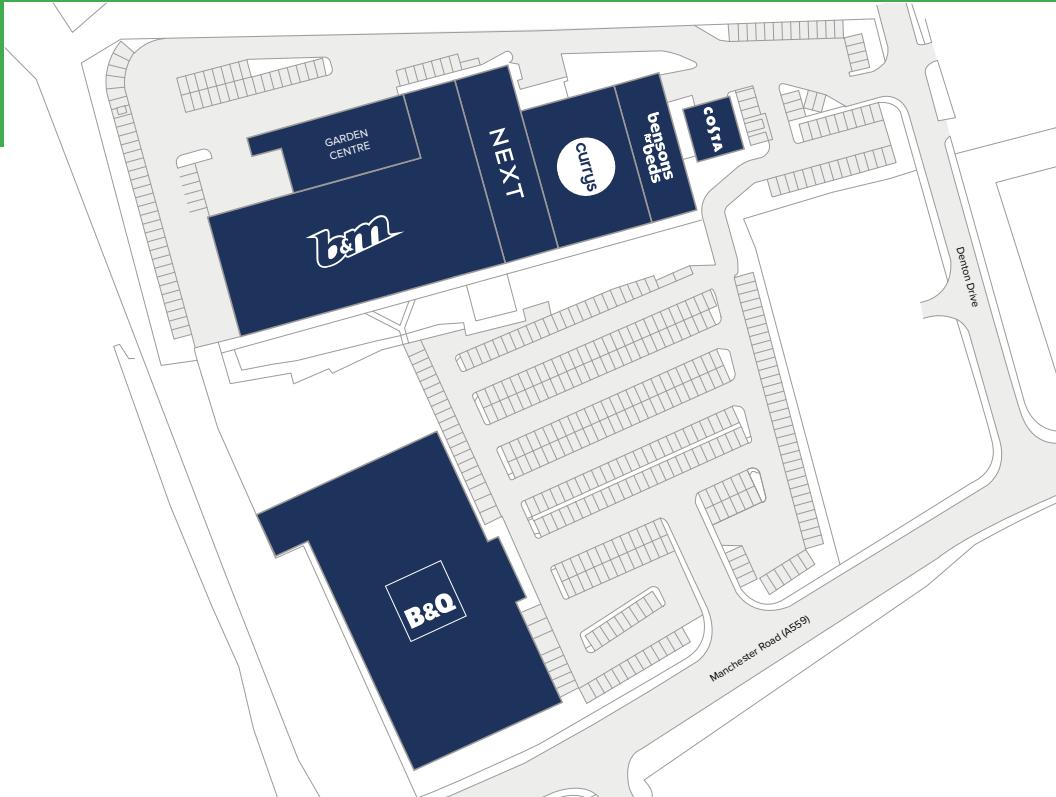 GARDEN
CENTRE
b&m
NEXT
currys
bensons
for beds
COSTA
Denton Drive
B&Q
Manchester Road (A559)